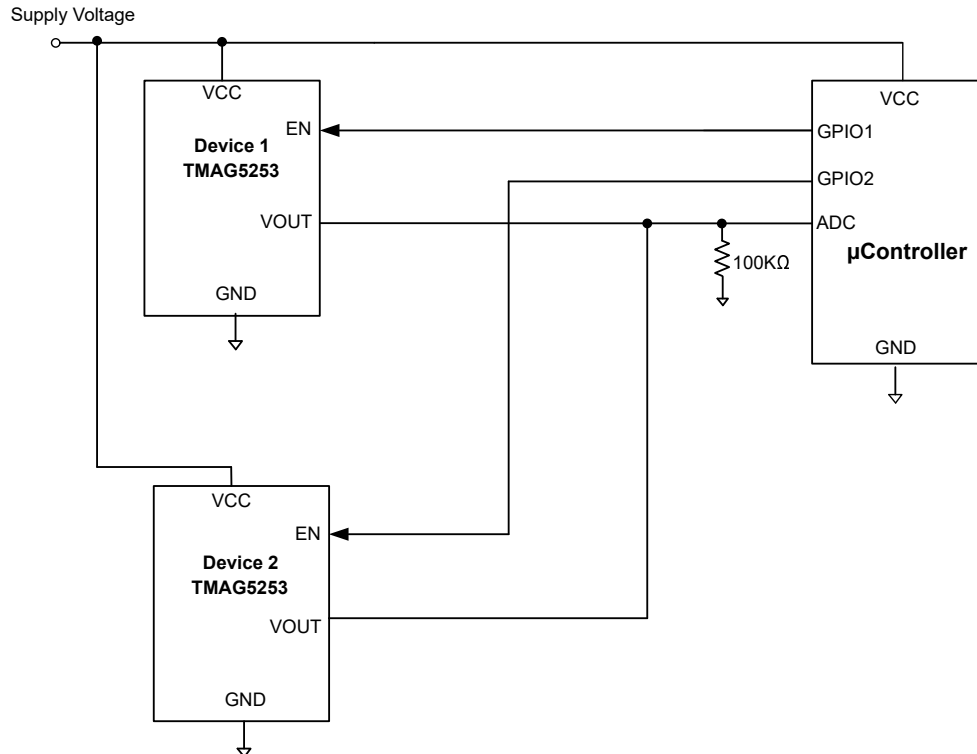 Supply Voltage
VCC
VCC
EN
GPIO1
Device 1
TMAG5253
GPIO2
VOUT
ADC
µController
100KΩ
GND
GND
VCC
EN
Device 2
TMAG5253
VOUT
GND